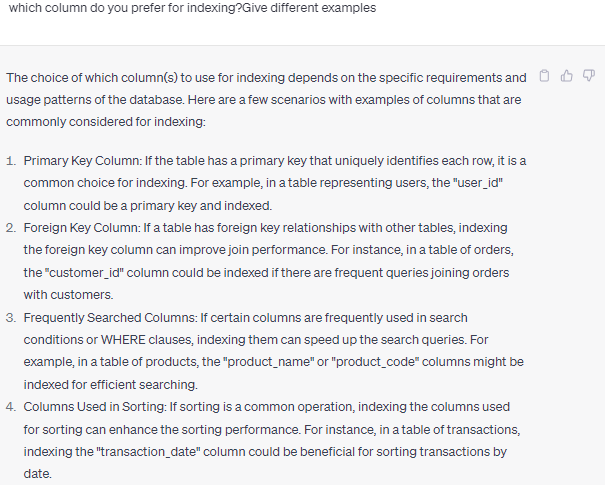 which column do you prefer for indexing?Give different examples
The choice of which column(s) to use for indexing depends on the specific requirements and
usage patterns of the database. Here are a few scenarios with examples of columns that are
commonly considered for indexing:
1. Primary Key Column: If the table has a primary key that uniquely identifies each row, it is a
common choice for indexing. For example, in a table representing users, the "user_id"
column could be a primary key and indexed.
2. Foreign Key Column: If a table has foreign key relationships with other tables, indexing
the foreign key column can improve join performance. For instance, in a table of orders,
the "customer_id" column could be indexed if there are frequent queries joining orders
with customers.
3. Frequently Searched Columns: If certain columns are frequently used in search
conditions or WHERE clauses, indexing them can speed up the search queries. For
example, in a table of products, the "product_name" or "product_code" columns might be
indexed for efficient searching.
4. Columns Used in Sorting: If sorting is a common operation, indexing the columns used
for sorting can enhance the sorting performance. For instance, in a table of transactions,
indexing the "transaction_date" column could be beneficial for sorting transactions by
date.